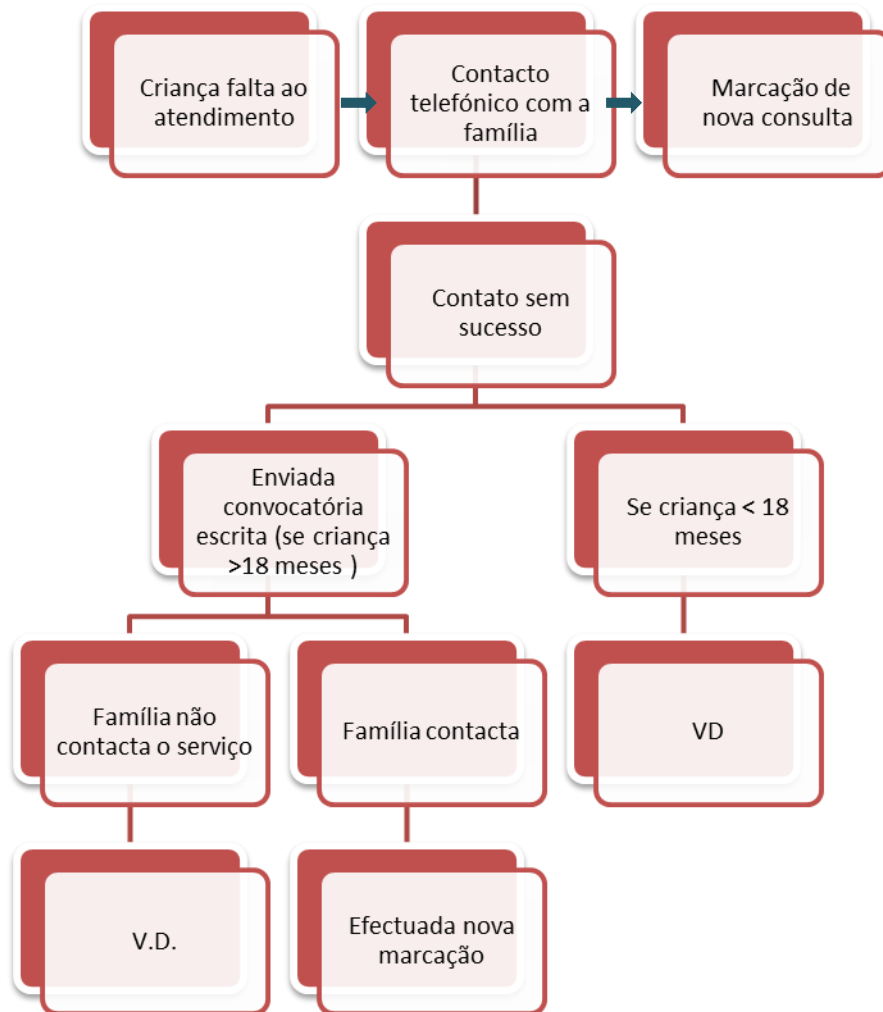 Criança falta ao
atendimento
Contacto
telefónico com a
família
Marcação de
nova consulta
Contato sem
sucesso
Enviada
convocatória
escrita (se criança
>18 meses )
Se criança < 18
meses
Família não
contacta o serviço
Família contacta
VD
V.D.
Efectuada nova
marcação